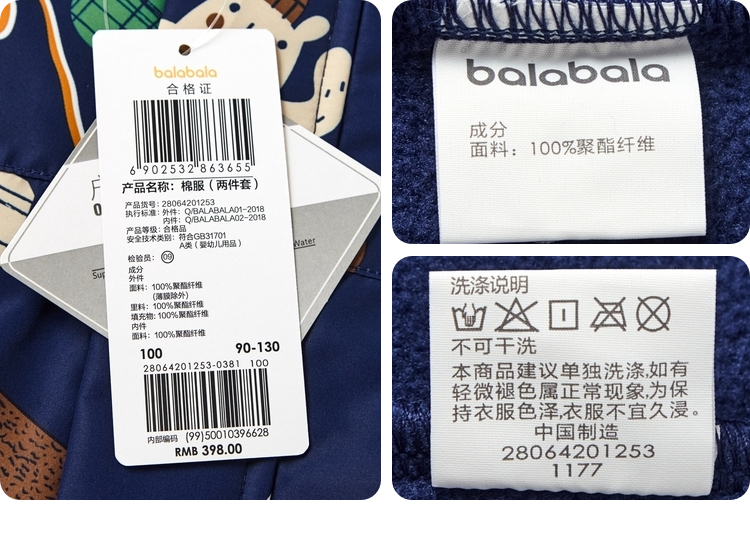 balabala
合格证
6 902532 863655
产品名称：棉服（两件套）
产品货号：28064201253
执行标准：外件：Q/BALABALA01-2018
内件：Q/BALABALA02-2018
产品等级：合格品
安全技术类别：符合GB31701
A类（婴幼儿用品）
检验员：09
成分
外件
面料：100%聚酯纤维
(薄膜除外)
里料：100%聚酯纤维
填充物：100%聚酯纤维
内件
面料：100%聚酯纤维
100 90-130
28064201253-0381 100
内部编码 (99)50010396628
RMB 398.00
Water
balabala
成分
面料：100%聚酯纤维
洗涤说明
不可干洗
本商品建议单独洗涤,如有
轻微褪色属正常现象,为保
持衣服色泽,衣服不宜久浸。
中国制造
28064201253
1177